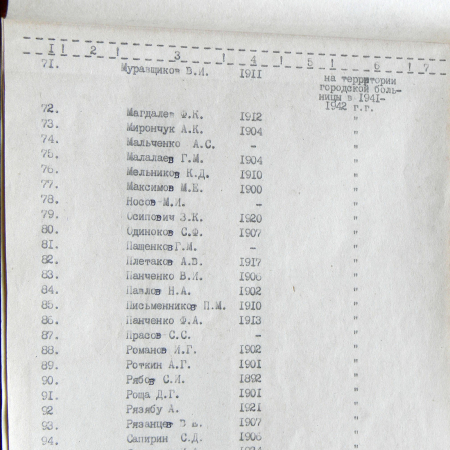 1 ! 2 ! 3 ! 4 ! 5 ! 6 ! 7
71. Муращиков В.И. 1911 на территории
городской боль-
ницы в 1941-
1942 г.г.
72. Магдалев Ф.К. 1912 "
73. Мирончук А.К. 1904 "
74. Мальченко А.С. – "
75. Малалаев Г.М. 1904 "
76. Мельников К.Д. 1910 "
77. Максимов М.Е. 1900 "
78. Носов М.И. – "
79. Осипович З.К. 1920 "
80. Одиноков С.Ф. 1907 "
81. Пащенков Г.М. – "
82. Плетаков А.В. 1917 "
83. Панченко В.И. 1906 "
84. Павлов Н.А. 1902 "
85. Письменников П.М. 1910 "
86. Панченко Ф.А. 1913 "
87. Прасов С.С. – "
88. Романов И.Г. 1902 "
89. Роткин А.Г. 1901 "
90. Рябов С.И. 1892 "
91. Роща Д.Г. 1901 "
92 Рязябу А. 1921 "
93. Рязанцев 1907 "
94. Сапирин С.Д. 1906 "